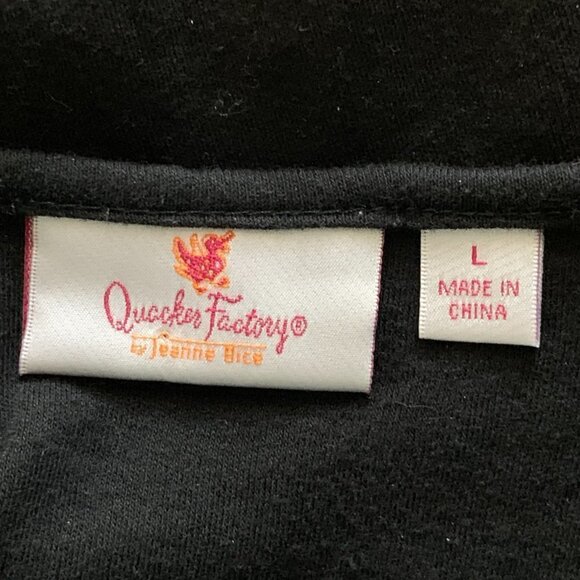 Quacker Factory®
by Jeanne Bice
L
MADE IN
CHINA